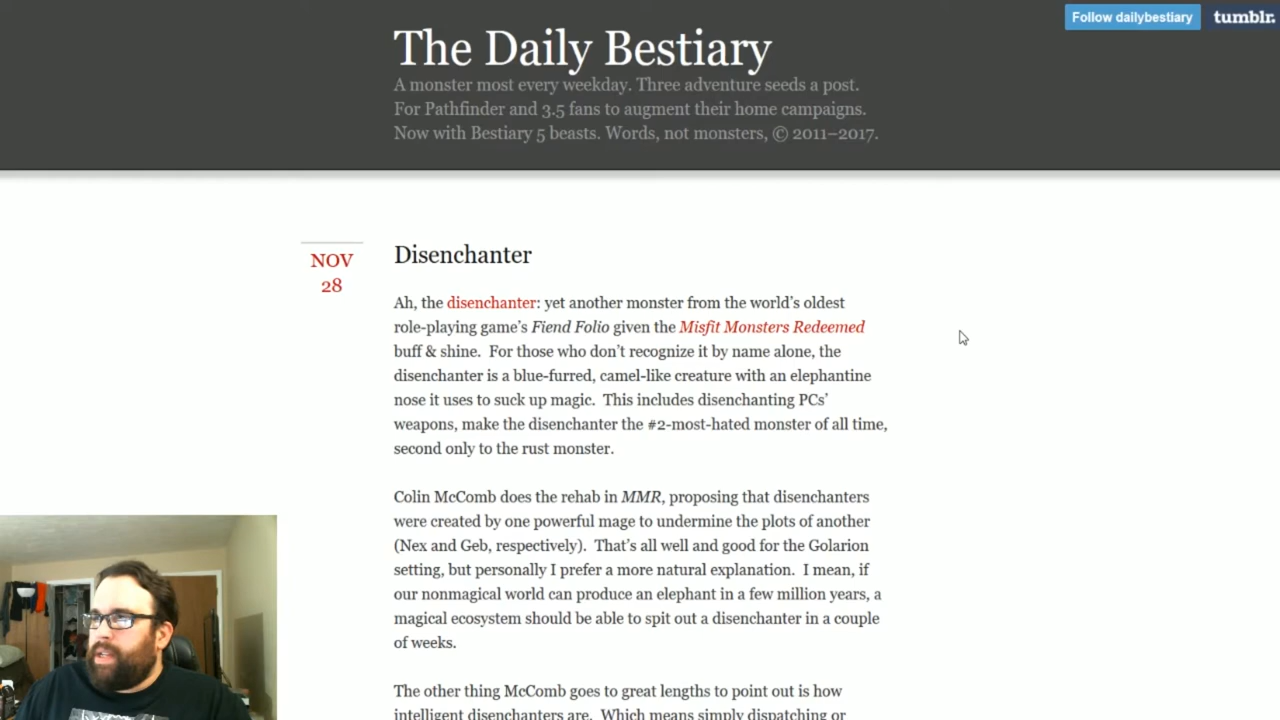 Follow dailybestiary
tumblr.
The Daily Bestiary
A monster most every weekday. Three adventure seeds a post.
For Pathfinder and 3.5 fans to augment their home campaigns.
Now with Bestiary 5 beasts. Words, not monsters, © 2011–2017.
NOV
28
Disenchanter
Ah, the disenchanter: yet another monster from the world’s oldest
role-playing game’s Fiend Folio given the Misfit Monsters Redeemed
buff & shine.  For those who don’t recognize it by name alone, the
disenchanter is a blue-furred, camel-like creature with an elephantine
nose it uses to suck up magic.  This includes disenchanting PCs’
weapons, make the disenchanter the #2-most-hated monster of all time,
second only to the rust monster.
Colin McComb does the rehab in MMR, proposing that disenchanters
were created by one powerful mage to undermine the plots of another
(Nex and Geb, respectively).  That’s all well and good for the Golarion
setting, but personally I prefer a more natural explanation.  I mean, if
our nonmagical world can produce an elephant in a few million years, a
magical ecosystem should be able to spit out a disenchanter in a couple
of weeks.
The other thing McComb goes to great lengths to point out is how
intelligent disenchanters are.  Which means simply dispatching or